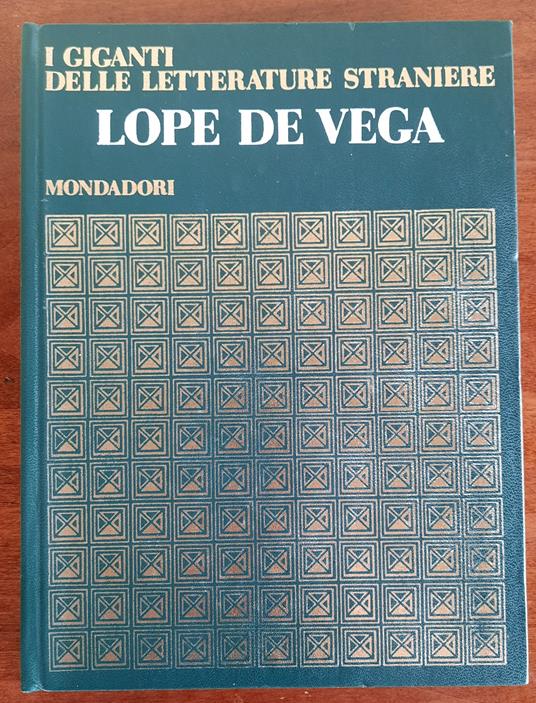 I GIGANTI
DELLE LETTERATURE STRANIERE
LOPE DE VEGA
MONDADORI